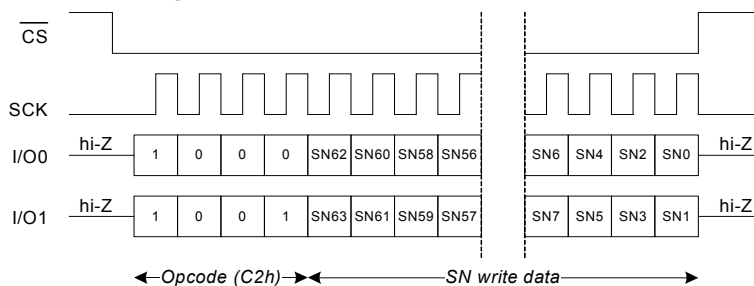 CS
SCK
I/O0 hi-Z 1 0 0 0 SN62 SN60 SN58 SN56 SN6 SN4 SN2 SN0 hi-Z
I/O1 hi-Z 1 0 0 1 SN63 SN61 SN59 SN57 SN7 SN5 SN3 SN1 hi-Z
Opcode (C2h) SN write data